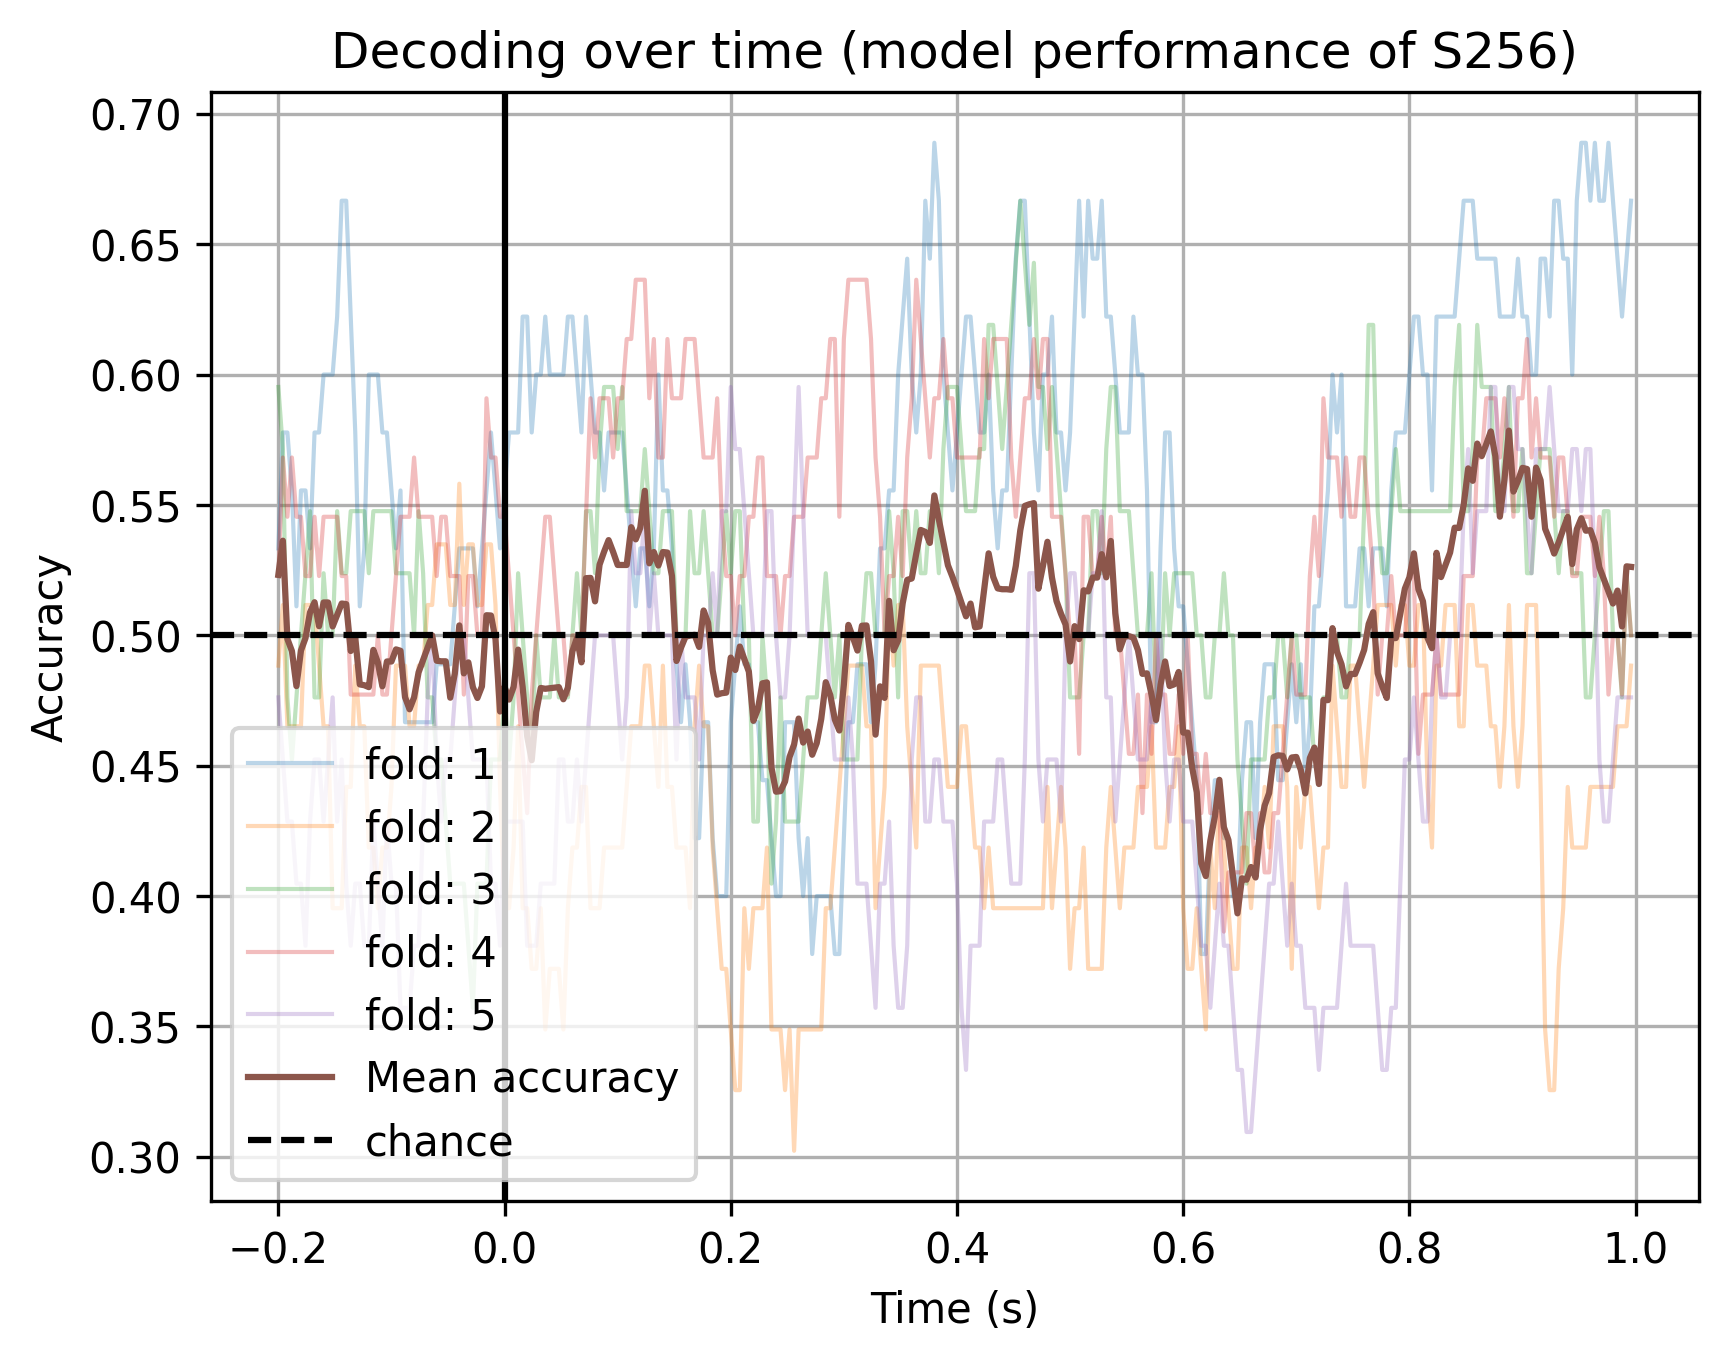 Decoding over time (model performance of S256)
0.70
0.65
0.60
0.55
0.50
0.45
0.40
0.35
0.30
Accuracy
fold: 1
fold: 2
fold: 3
fold: 4
fold: 5
Mean accuracy
chance
−0.2 0.0 0.2 0.4 0.6 0.8 1.0
Time (s)